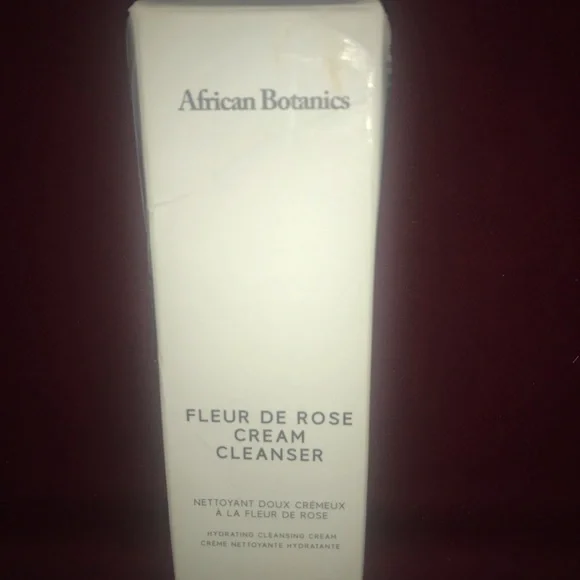 African Botanics
FLEUR DE ROSE
CREAM
CLEANSER
NETTOYANT DOUX CRÉMEUX
À LA FLEUR DE ROSE
HYDRATING CLEANSING CREAM
CRÈME NETTOYANTE HYDRATANTE